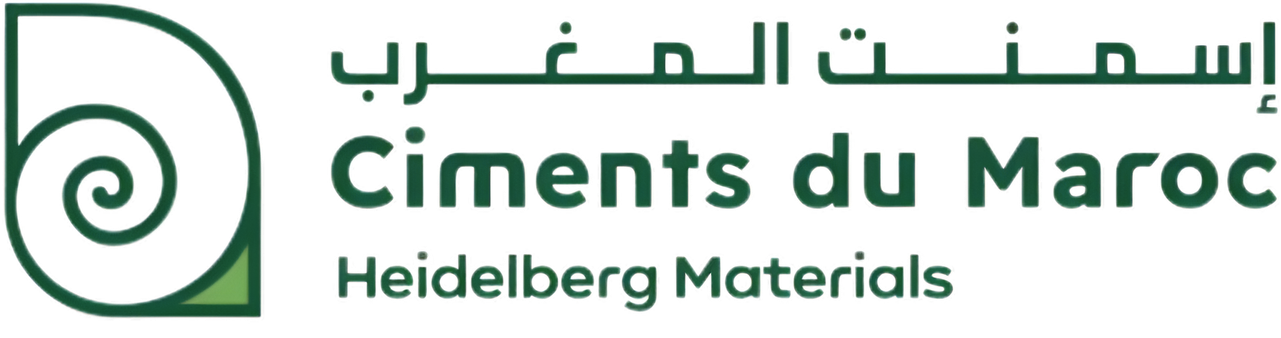 إسمنت المغرب
Ciments du Maroc
Heidelberg Materials